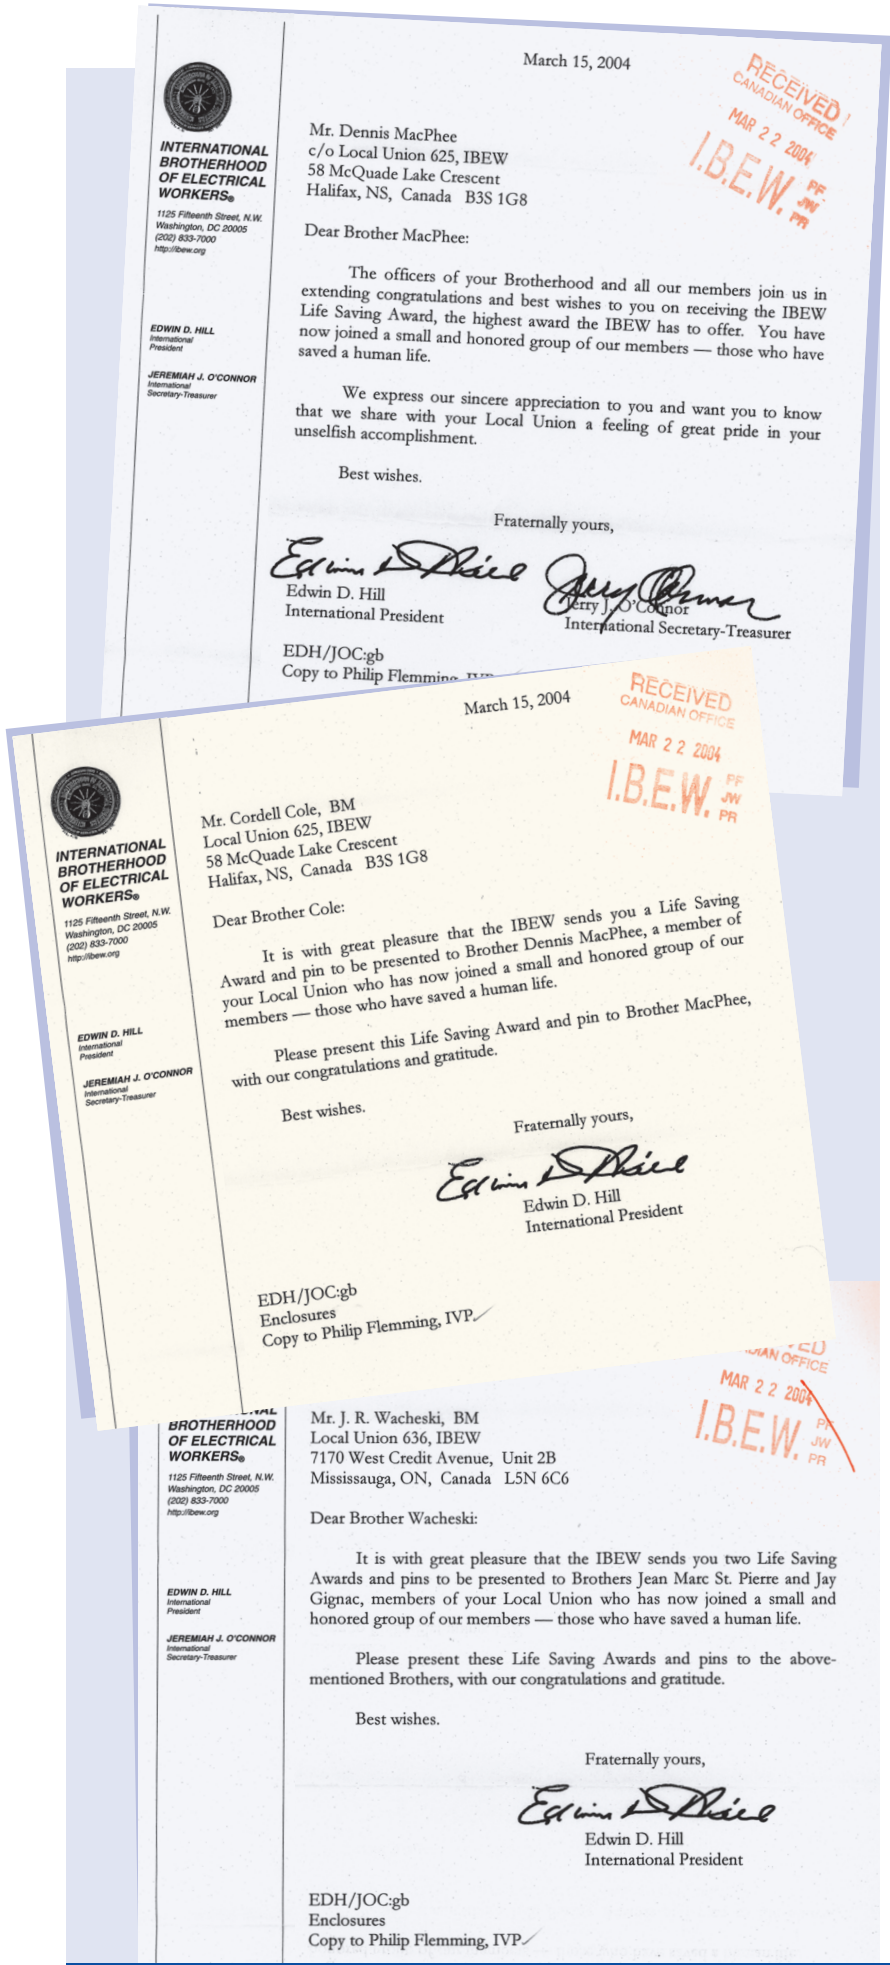 INTERNATIONAL
BROTHERHOOD
OF ELECTRICAL
WORKERS®
1125 Fifteenth Street, N.W.
Washington, DC 20005
(202) 833-7000
http://ibew.org
EDWIN D. HILL
International
President
JEREMIAH J. O'CONNOR
International
Secretary-Treasurer
March 15, 2004
RECEIVED
CANADIAN OFFICE
MAR 22 2004
I.B.E.W.
PF
JW
PR
Mr. Dennis MacPhee
c/o Local Union 625, IBEW
58 McQuade Lake Crescent
Halifax, NS, Canada B3S 1G8
Dear Brother MacPhee:
The officers of your Brotherhood and all our members join us in
extending congratulations and best wishes to you on receiving the IBEW
Life Saving Award, the highest award the IBEW has to offer. You have
now joined a small and honored group of our members — those who have
saved a human life.
We express our sincere appreciation to you and want you to know
that we share with your Local Union a feeling of great pride in your
unselfish accomplishment.
Best wishes.
Fraternally yours,
Edwin D. Hill
Edwin D. Hill
International President
Jerry J. O'Connor
International Secretary-Treasurer
EDH/JOC:gb
Copy to Philip Flemming, IVP
INTERNATIONAL
BROTHERHOOD
OF ELECTRICAL
WORKERS®
1125 Fifteenth Street, N.W.
Washington, DC 20005
(202) 833-7000
http://ibew.org
EDWIN D. HILL
International
President
JEREMIAH J. O'CONNOR
International
Secretary-Treasurer
March 15, 2004
RECEIVED
CANADIAN OFFICE
MAR 22 2004
I.B.E.W.
PF
JW
PR
Mr. Cordell Cole, BM
Local Union 625, IBEW
58 McQuade Lake Crescent
Halifax, NS, Canada B3S 1G8
Dear Brother Cole:
It is with great pleasure that the IBEW sends you a Life Saving
Award and pin to be presented to Brother Dennis MacPhee, a member of
your Local Union who has now joined a small and honored group of our
members — those who have saved a human life.
Please present this Life Saving Award and pin to Brother MacPhee,
with our congratulations and gratitude.
Best wishes.
Fraternally yours,
Edwin D. Hill
Edwin D. Hill
International President
EDH/JOC:gb
Enclosures
Copy to Philip Flemming, IVP
BROTHERHOOD
OF ELECTRICAL
WORKERS®
1125 Fifteenth Street, N.W.
Washington, DC 20005
(202) 833-7000
http://ibew.org
EDWIN D. HILL
International
President
JEREMIAH J. O'CONNOR
International
Secretary-Treasurer
OFFICE
MAR 22 2004
I.B.E.W.
PF
JW
PR
Mr. J. R. Wacheski, BM
Local Union 636, IBEW
7170 West Credit Avenue, Unit 2B
Mississauga, ON, Canada L5N 6C6
Dear Brother Wacheski:
It is with great pleasure that the IBEW sends you two Life Saving
Awards and pins to be presented to Brothers Jean Marc St. Pierre and Jay
Gignac, members of your Local Union who has now joined a small and
honored group of our members — those who have saved a human life.
Please present these Life Saving Awards and pins to the above-
mentioned Brothers, with our congratulations and gratitude.
Best wishes.
Fraternally yours,
Edwin D. Hill
Edwin D. Hill
International President
EDH/JOC:gb
Enclosures
Copy to Philip Flemming, IVP